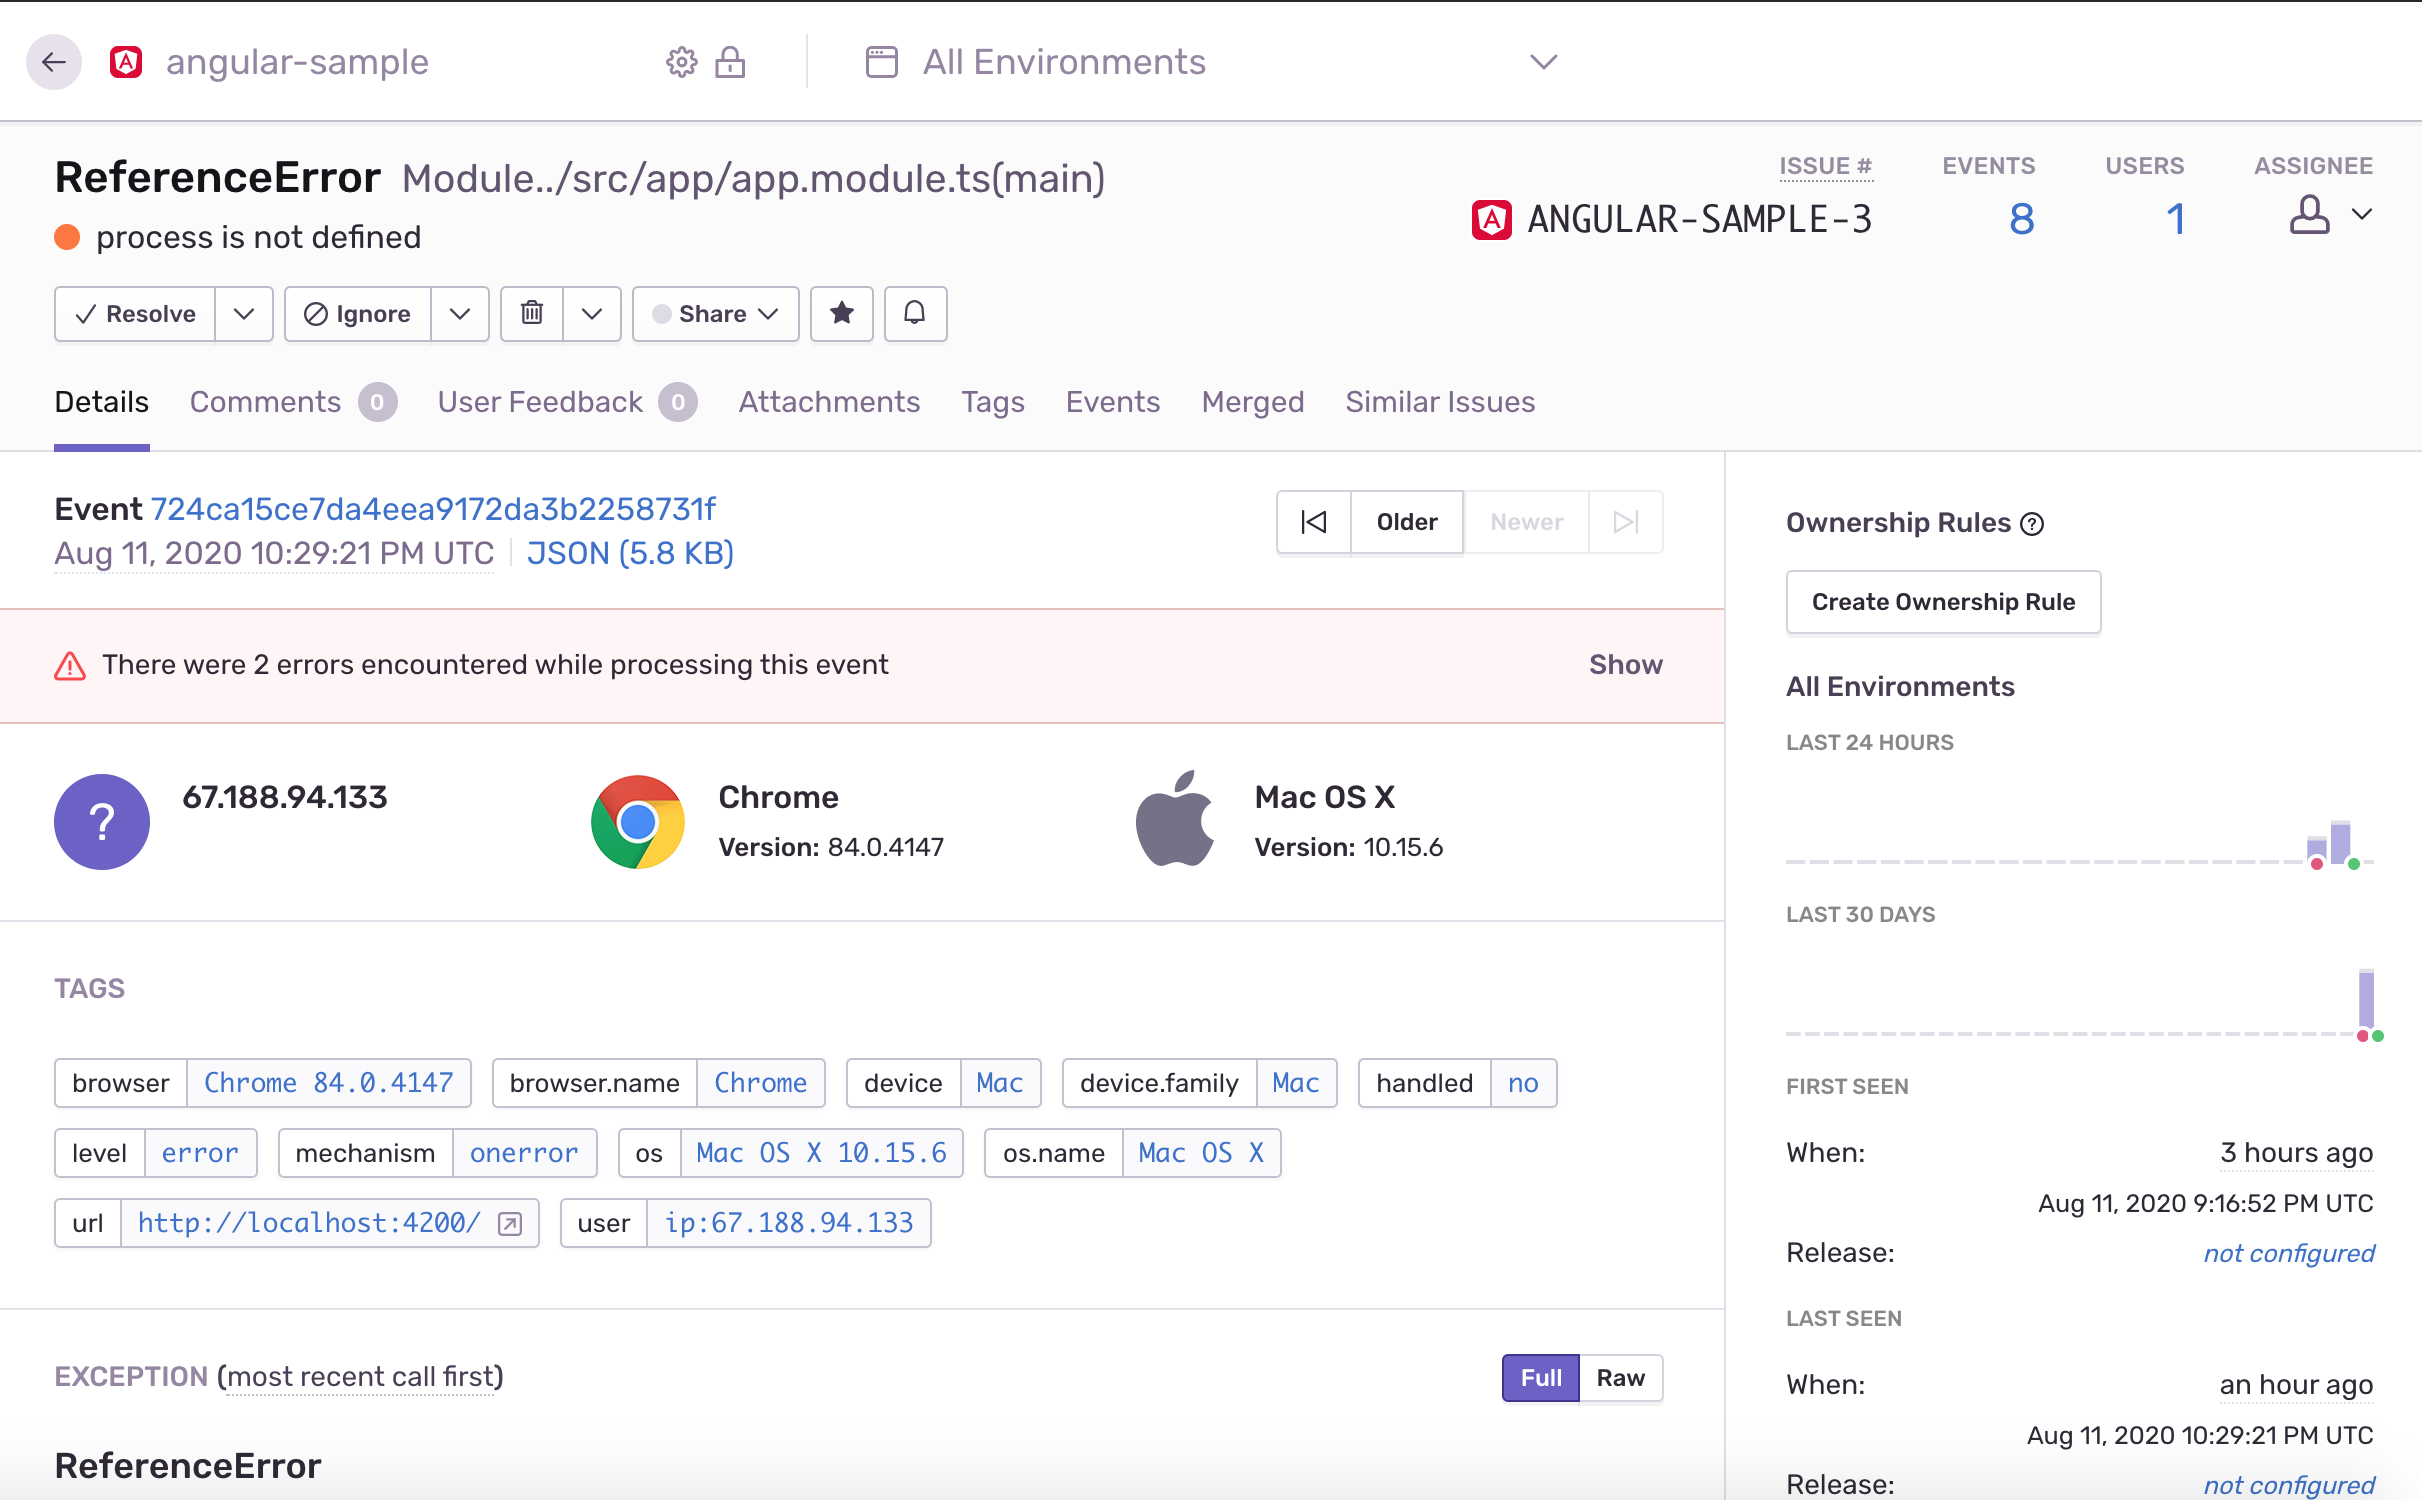 angular-sample
All Environments
ReferenceError Module../src/app/app.module.ts(main)
process is not defined
ISSUE # EVENTS USERS ASSIGNEE
ANGULAR-SAMPLE-3 8 1
Resolve Ignore Share
Details Comments 0 User Feedback 0 Attachments Tags Events Merged Similar Issues
Event 724ca15ce7da4eea9172da3b2258731f
Aug 11, 2020 10:29:21 PM UTC JSON (5.8 KB)
Older Newer
There were 2 errors encountered while processing this event Show
? 67.188.94.133
Chrome
Version: 84.0.4147
Mac OS X
Version: 10.15.6
TAGS
browser Chrome 84.0.4147 browser.name Chrome device Mac device.family Mac handled no
level error mechanism onerror os Mac OS X 10.15.6 os.name Mac OS X
url http://localhost:4200/ user ip:67.188.94.133
EXCEPTION (most recent call first) Full Raw
ReferenceError
Ownership Rules ?
Create Ownership Rule
All Environments
LAST 24 HOURS
LAST 30 DAYS
FIRST SEEN
When: 3 hours ago
Aug 11, 2020 9:16:52 PM UTC
Release: not configured
LAST SEEN
When: an hour ago
Aug 11, 2020 10:29:21 PM UTC
Release: not configured